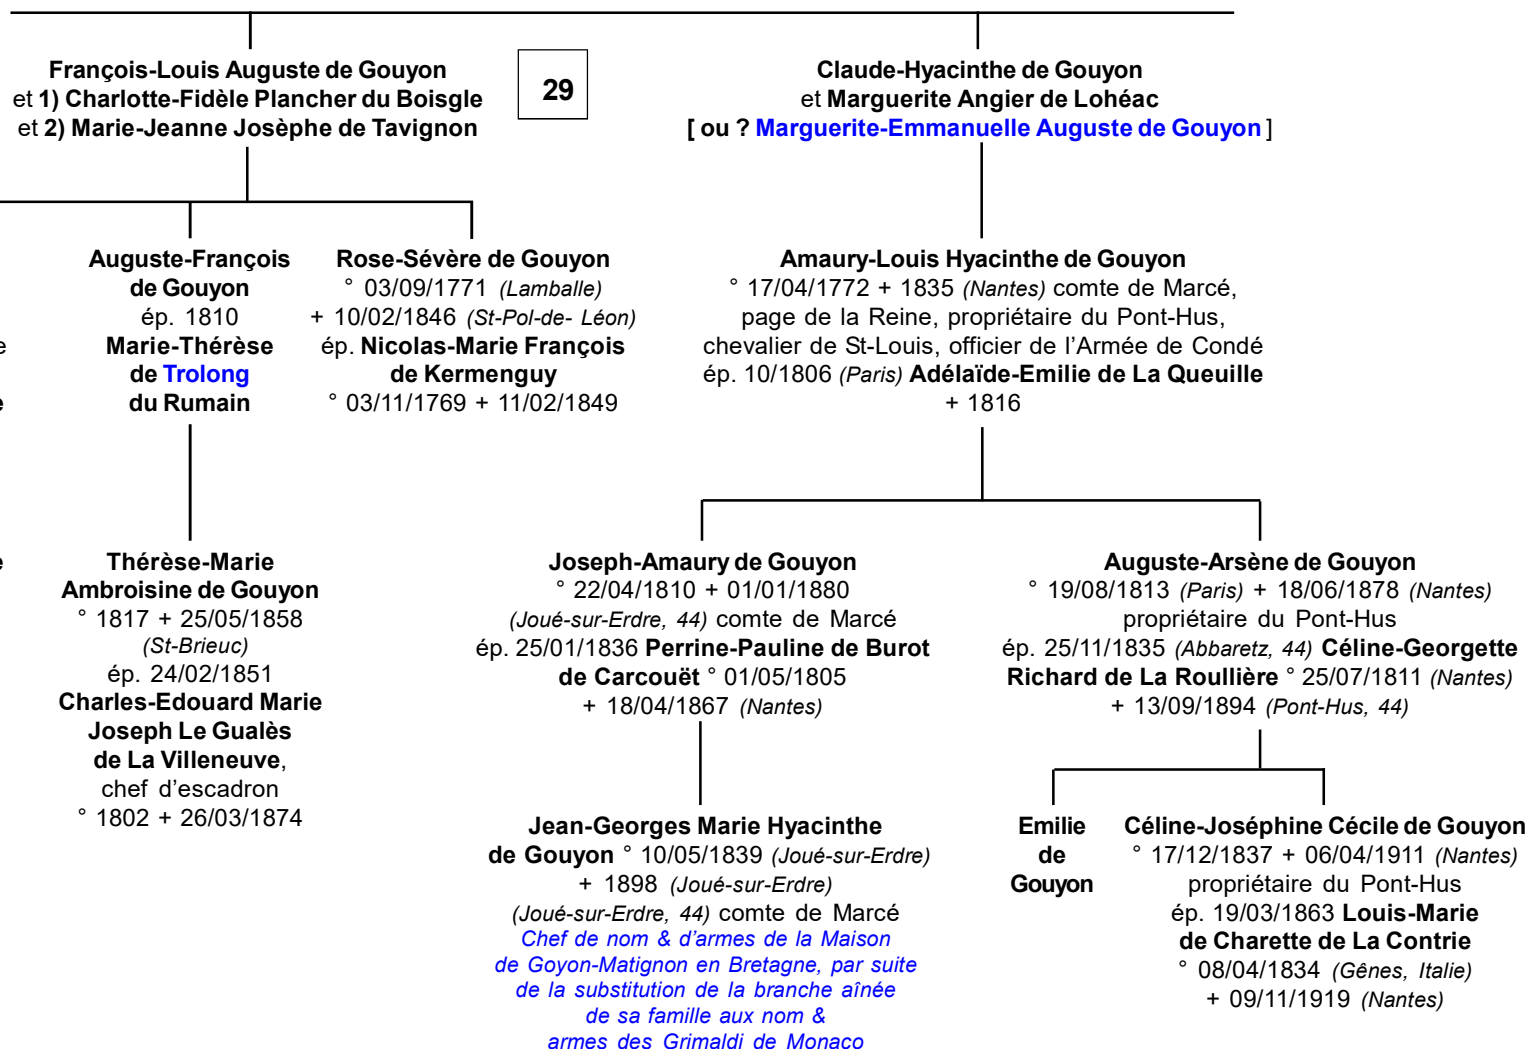 François-Louis Auguste de Gouyon
et 1) Charlotte-Fidèle Plancher du Boisgle
et 2) Marie-Jeanne Josèphe de Tavignon
29
Claude-Hyacinthe de Gouyon
et Marguerite Angier de Lohéac
[ ou ? Marguerite-Emmanuelle Auguste de Gouyon ]
e
e
Auguste-François
de Gouyon
ép. 1810
Marie-Thérèse
de Trolong
du Rumain
Rose-Sévère de Gouyon
° 03/09/1771 (Lamballe)
+ 10/02/1846 (St-Pol-de- Léon)
ép. Nicolas-Marie François
de Kermenguy
° 03/11/1769 + 11/02/1849
Amaury-Louis Hyacinthe de Gouyon
° 17/04/1772 + 1835 (Nantes) comte de Marcé,
page de la Reine, propriétaire du Pont-Hus,
chevalier de St-Louis, officier de l'Armée de Condé
ép. 10/1806 (Paris) Adélaïde-Emilie de La Queuille
+ 1816
e
Thérèse-Marie
Ambroisine de Gouyon
° 1817 + 25/05/1858
(St-Brieuc)
ép. 24/02/1851
Charles-Edouard Marie
Joseph Le Gualès
de La Villeneuve,
chef d'escadron
° 1802 + 26/03/1874
Joseph-Amaury de Gouyon
° 22/04/1810 + 01/01/1880
(Joué-sur-Erdre, 44) comte de Marcé
ép. 25/01/1836 Perrine-Pauline de Burot
de Carcouët ° 01/05/1805
+ 18/04/1867 (Nantes)
Auguste-Arsène de Gouyon
° 19/08/1813 (Paris) + 18/06/1878 (Nantes)
propriétaire du Pont-Hus
ép. 25/11/1835 (Abbaretz, 44) Céline-Georgette
Richard de La Roullière ° 25/07/1811 (Nantes)
+ 13/09/1894 (Pont-Hus, 44)
Jean-Georges Marie Hyacinthe
de Gouyon ° 10/05/1839 (Joué-sur-Erdre)
+ 1898 (Joué-sur-Erdre)
(Joué-sur-Erdre, 44) comte de Marcé
Chef de nom & d'armes de la Maison
de Goyon-Matignon en Bretagne, par suite
de la substitution de la branche aînée
de sa famille aux nom &
armes des Grimaldi de Monaco
Emilie
de
Gouyon
Céline-Joséphine Cécile de Gouyon
° 17/12/1837 + 06/04/1911 (Nantes)
propriétaire du Pont-Hus
ép. 19/03/1863 Louis-Marie
de Charette de La Contrie
° 08/04/1834 (Gênes, Italie)
+ 09/11/1919 (Nantes)